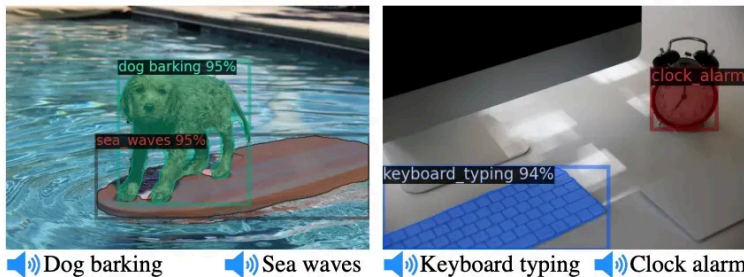 dog barking 95%
sea_waves 95%
clock_alarm
keyboard_typing 94%
Dog barking
Sea waves
Keyboard typing
Clock alarm